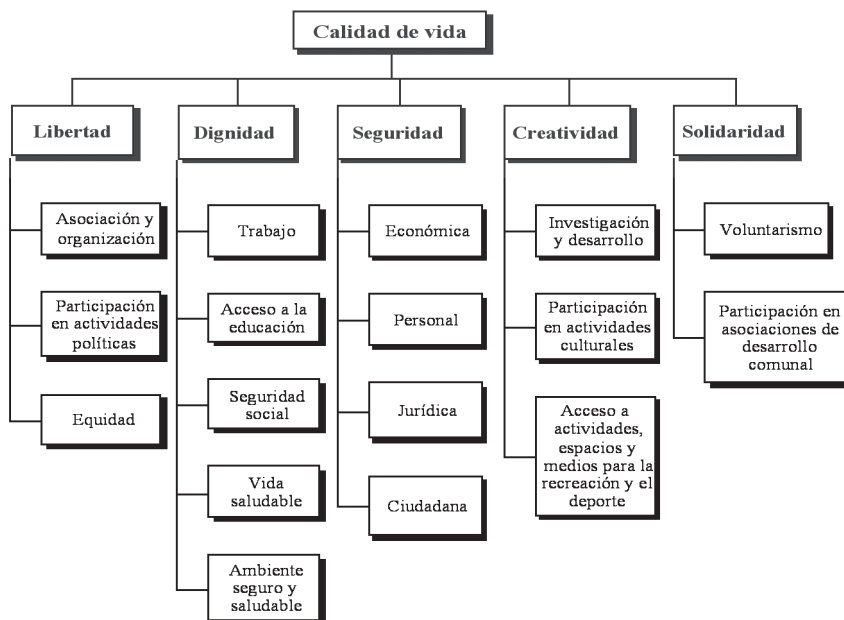 Calidad de vida
Libertad
Dignidad
Seguridad
Creatividad
Solidaridad
Asociación y
organización
Participación
en actividades
políticas
Equidad
Trabajo
Acceso a la
educación
Seguridad
social
Vida
saludable
Ambiente
seguro y
saludable
Económica
Personal
Jurídica
Ciudadana
Investigación
y desarrollo
Participación
en actividades
culturales
Acceso a
actividades,
espacios y
medios para la
recreación y el
deporte
Voluntarismo
Participación en
asociaciones de
desarrollo
comunal